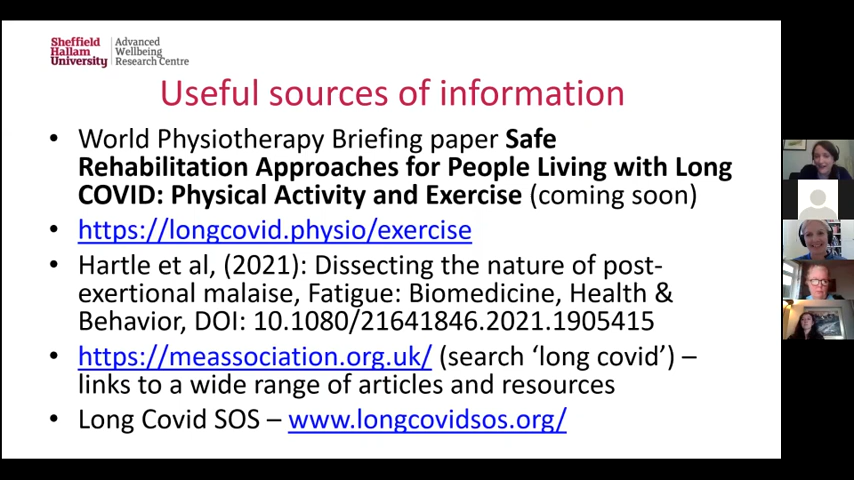 Sheffield
Hallam
University
Advanced
Wellbeing
Research Centre
Useful sources of information
• World Physiotherapy Briefing paper Safe
Rehabilitation Approaches for People Living with Long
COVID: Physical Activity and Exercise (coming soon)
• https://longcovid.physio/exercise
• Hartle et al, (2021): Dissecting the nature of post-
exertional malaise, Fatigue: Biomedicine, Health &
Behavior, DOI: 10.1080/21641846.2021.1905415
• https://meassociation.org.uk/ (search ‘long covid’) –
links to a wide range of articles and resources
• Long Covid SOS – www.longcovidsos.org/